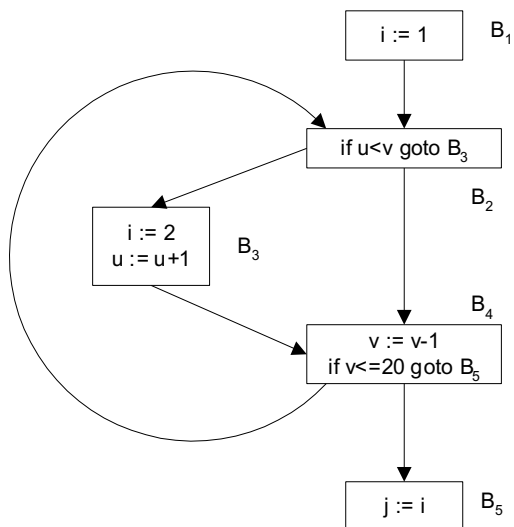 i := 1
B1
if u<v goto B3
B2
i := 2
u := u+1
B3
B4
v := v-1
if v<=20 goto B5
j := i
B5